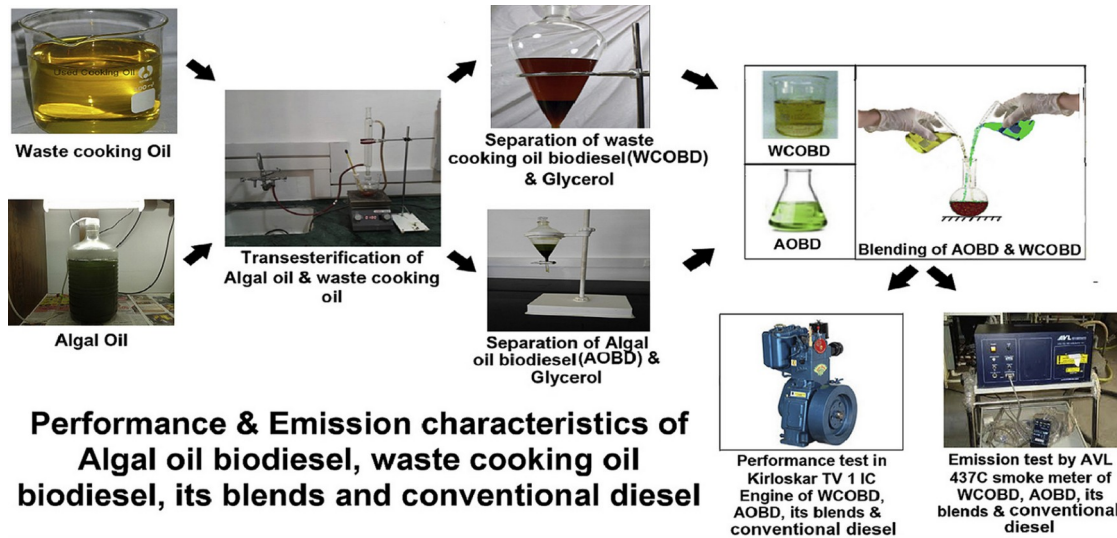 Used Cooking Oil
Waste cooking Oil
Algal Oil
Transesterification of
Algal oil & waste cooking
oil
Separation of waste
cooking oil biodiesel(WCOBD)
& Glycerol
Separation of Algal
oil biodiesel(AOBD) &
Glycerol
WCOBD
AOBD
Blending of AOBD & WCOBD
AVL
Performance test in
Kirloskar TV 1 IC
Engine of WCOBD,
AOBD, its blends &
conventional diesel
Emission test by AVL
437C smoke meter of
WCOBD, AOBD, its
blends & conventional
diesel
Performance & Emission characteristics of
Algal oil biodiesel, waste cooking oil
biodiesel, its blends and conventional diesel